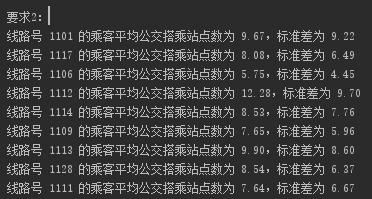 要求2:
线路号 1101 的乘客平均公交搭乘站点数为 9.67，标准差为 9.22
线路号 1117 的乘客平均公交搭乘站点数为 8.08，标准差为 6.49
线路号 1106 的乘客平均公交搭乘站点数为 5.75，标准差为 4.45
线路号 1112 的乘客平均公交搭乘站点数为 12.28，标准差为 9.70
线路号 1114 的乘客平均公交搭乘站点数为 8.53，标准差为 7.76
线路号 1109 的乘客平均公交搭乘站点数为 7.65，标准差为 5.96
线路号 1113 的乘客平均公交搭乘站点数为 9.90，标准差为 8.60
线路号 1128 的乘客平均公交搭乘站点数为 8.54，标准差为 6.37
线路号 1111 的乘客平均公交搭乘站点数为 7.64，标准差为 6.67